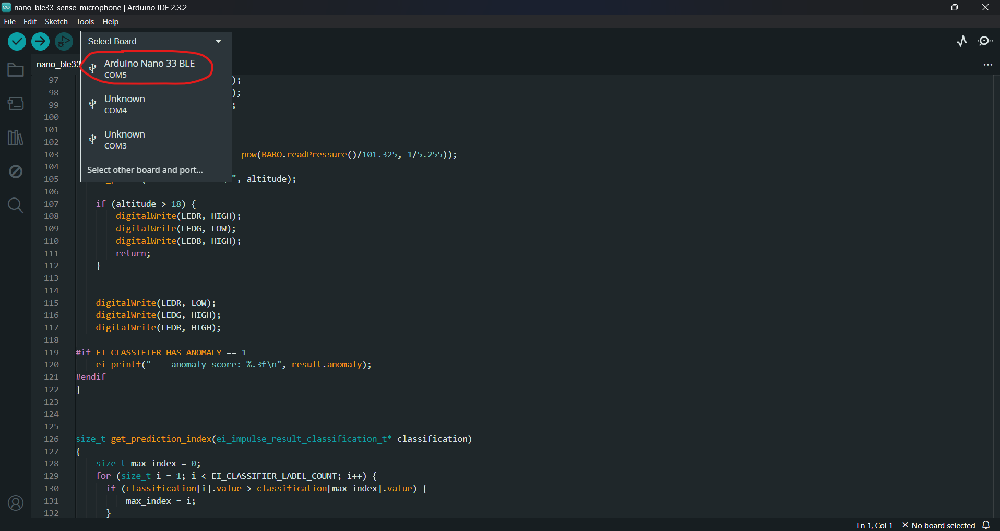 nano_ble33_sense_microphone | Arduino IDE 2.3.2
File Edit Sketch Tools Help
Select Board
Arduino Nano 33 BLE
COM5
Unknown
COM4
Unknown
COM3
Select other board and port...
nano_ble33
97 );
98 );
99 ;
100
101
102
103 - pow(BARO.readPressure()/101.325, 1/5.255));
104
105 ", altitude);
106
107 if (altitude > 18) {
108 digitalWrite(LEDR, HIGH);
109 digitalWrite(LEDG, LOW);
110 digitalWrite(LEDB, HIGH);
111 return;
112 }
113
114
115 digitalWrite(LEDR, LOW);
116 digitalWrite(LEDG, HIGH);
117 digitalWrite(LEDB, HIGH);
118
119 #if EI_CLASSIFIER_HAS_ANOMALY == 1
120 ei_printf("    anomaly score: %.3f\n", result.anomaly);
121 #endif
122 }
123
124
125
126 size_t get_prediction_index(ei_impulse_result_classification_t* classification)
127 {
128 size_t max_index = 0;
129 for (size_t i = 1; i < EI_CLASSIFIER_LABEL_COUNT; i++) {
130 if (classification[i].value > classification[max_index].value) {
131 max_index = i;
132 }
Ln 1, Col 1 × No board selected